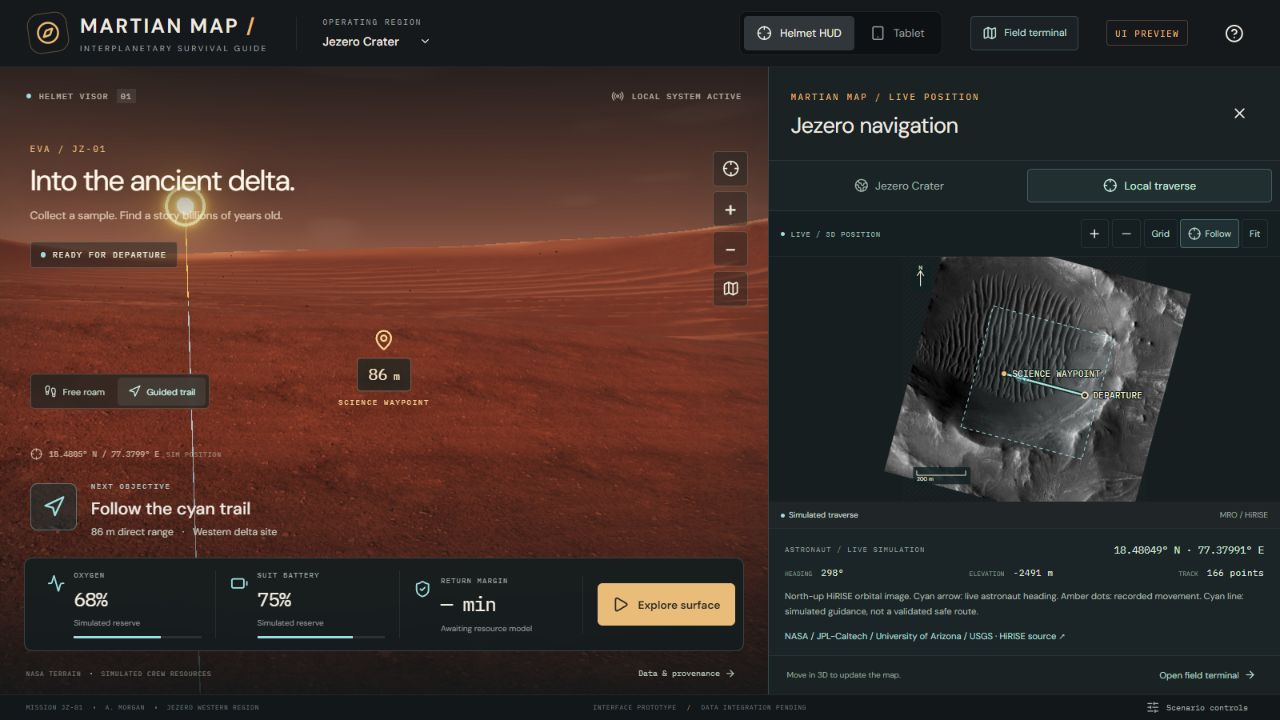 MARTIAN MAP /
INTERPLANETARY SURVIVAL GUIDE
OPERATING REGION
Jezero Crater
Helmet HUD
Tablet
Field terminal
UI PREVIEW
HELMET VISOR 01
LOCAL SYSTEM ACTIVE
EVA / JZ-01
Into the ancient delta.
Collect a sample. Find a story billions of years old.
READY FOR DEPARTURE
86 m
SCIENCE WAYPOINT
Free roam
Guided trail
18.4805° N / 77.3799° E SIM POSITION
NEXT OBJECTIVE
Follow the cyan trail
86 m direct range · Western delta site
OXYGEN
68%
Simulated reserve
SUIT BATTERY
75%
Simulated reserve
RETURN MARGIN
— min
Awaiting resource model
Explore surface
NASA TERRAIN • SIMULATED CREW RESOURCES
Data & provenance →
MARTIAN MAP / LIVE POSITION
Jezero navigation
Jezero Crater
Local traverse
LIVE / 3D POSITION
+
−
Grid
Follow
Fit
N
SCIENCE WAYPOINT
DEPARTURE
200 m
Simulated traverse
MRO / HiRISE
ASTRONAUT / LIVE SIMULATION
18.48049° N · 77.37991° E
HEADING 298°
ELEVATION -2491 m
TRACK 166 points
North-up HiRISE orbital image. Cyan arrow: live astronaut heading. Amber dots: recorded movement. Cyan line:
simulated guidance, not a validated safe route.
NASA / JPL-Caltech / University of Arizona / USGS · HiRISE source ↗
Move in 3D to update the map.
Open field terminal →
MISSION JZ-01 • A. MORGAN • JEZERO WESTERN REGION
INTERFACE PROTOTYPE / DATA INTEGRATION PENDING
Scenario controls